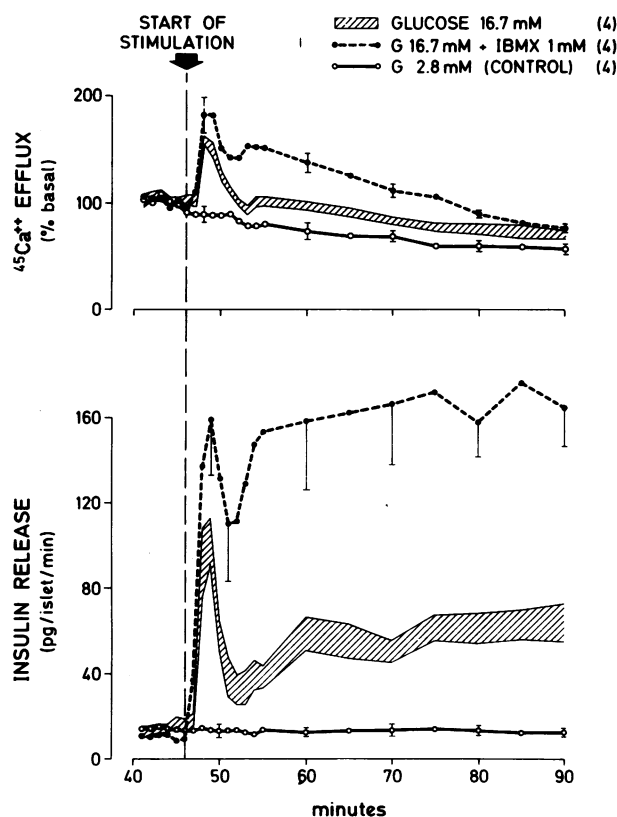 START OF
STIMULATION
GLUCOSE 16.7 mM (4)
G 16.7 mM + IBMX 1 mM (4)
G 2.8 mM (CONTROL) (4)
200
100
0
45Ca++ EFFLUX
(% basal)
160
120
80
40
0
INSULIN RELEASE
(pg/islet/min)
40 50 60 70 80 90
minutes